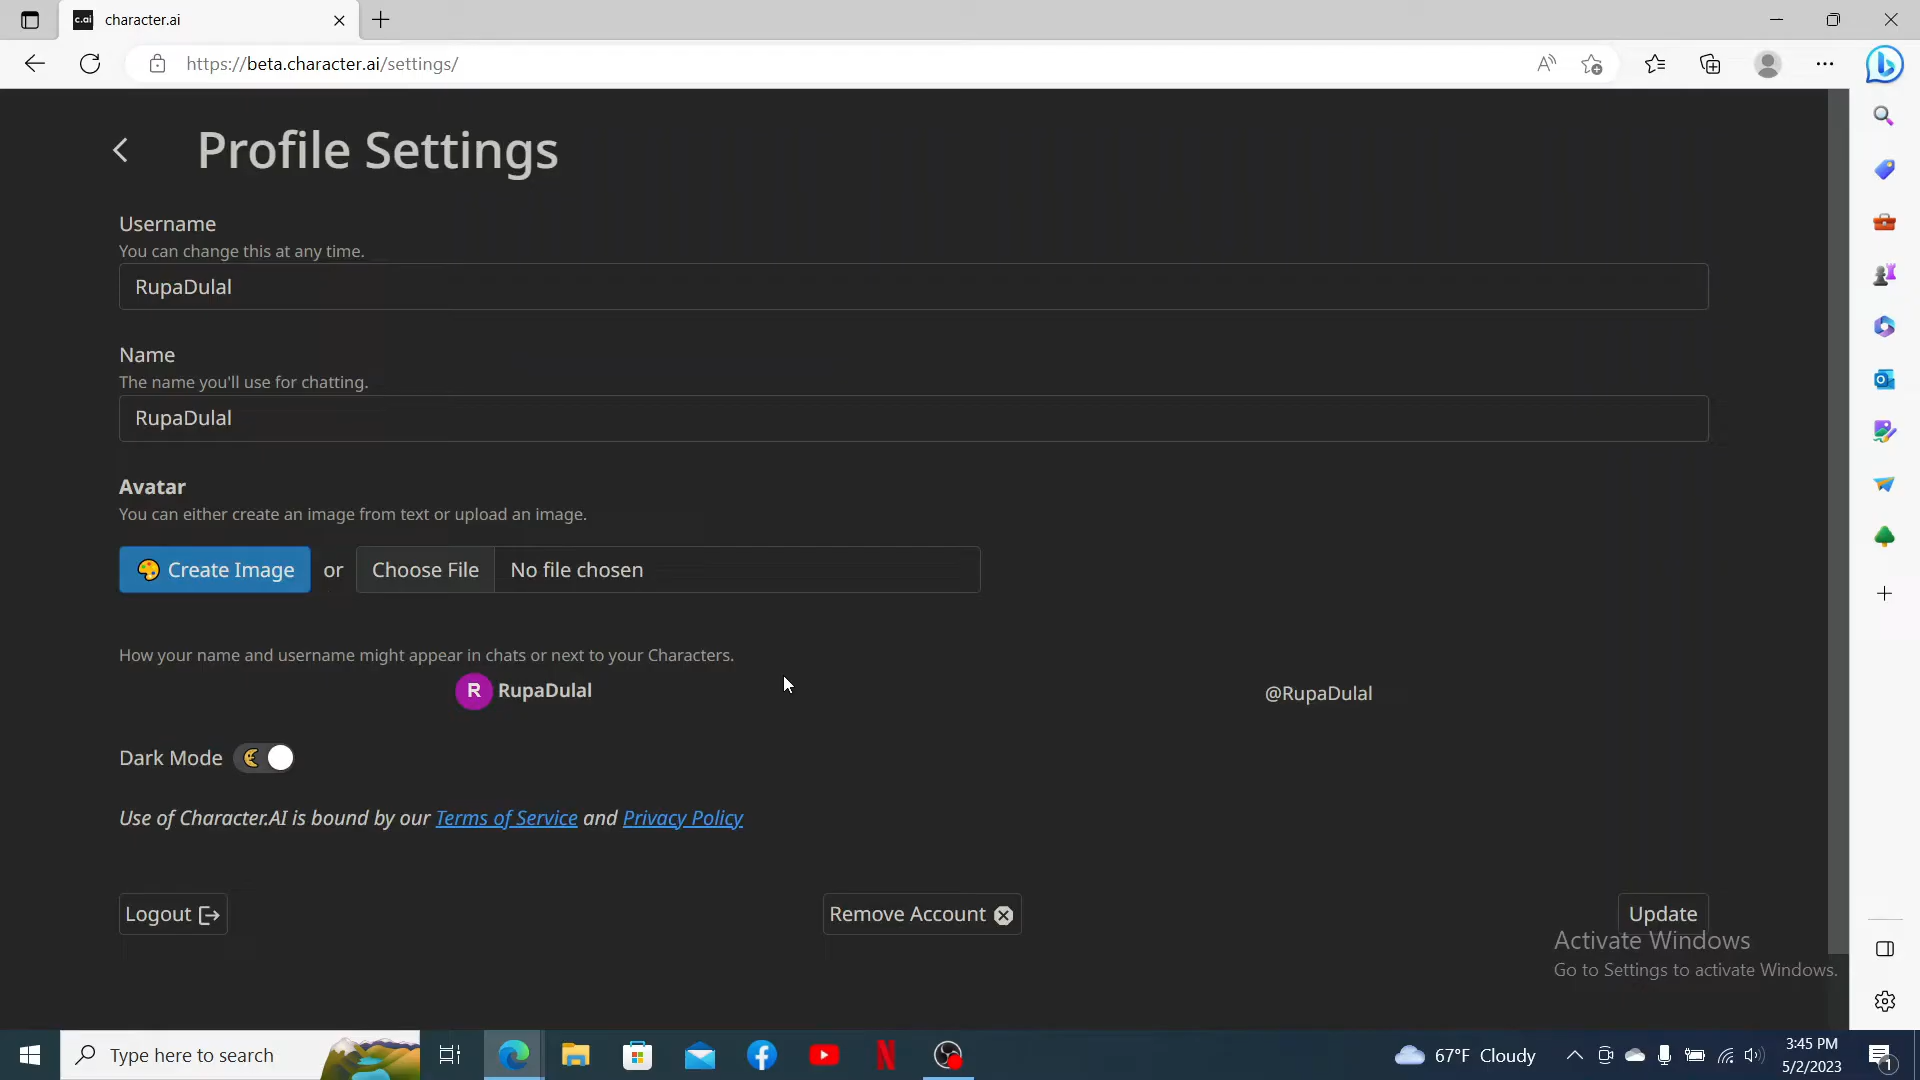 c.ai character.ai
https://beta.character.ai/settings/
Profile Settings
Username
You can change this at any time.
RupaDulal
Name
The name you'll use for chatting.
RupaDulal
Avatar
You can either create an image from text or upload an image.
Create Image or Choose File No file chosen
How your name and username might appear in chats or next to your Characters.
R RupaDulal @RupaDulal
Dark Mode
Use of Character.AI is bound by our Terms of Service and Privacy Policy
Logout Remove Account Update
Activate Windows
Go to Settings to activate Windows.
Type here to search
67°F Cloudy
3:45 PM
5/2/2023
1